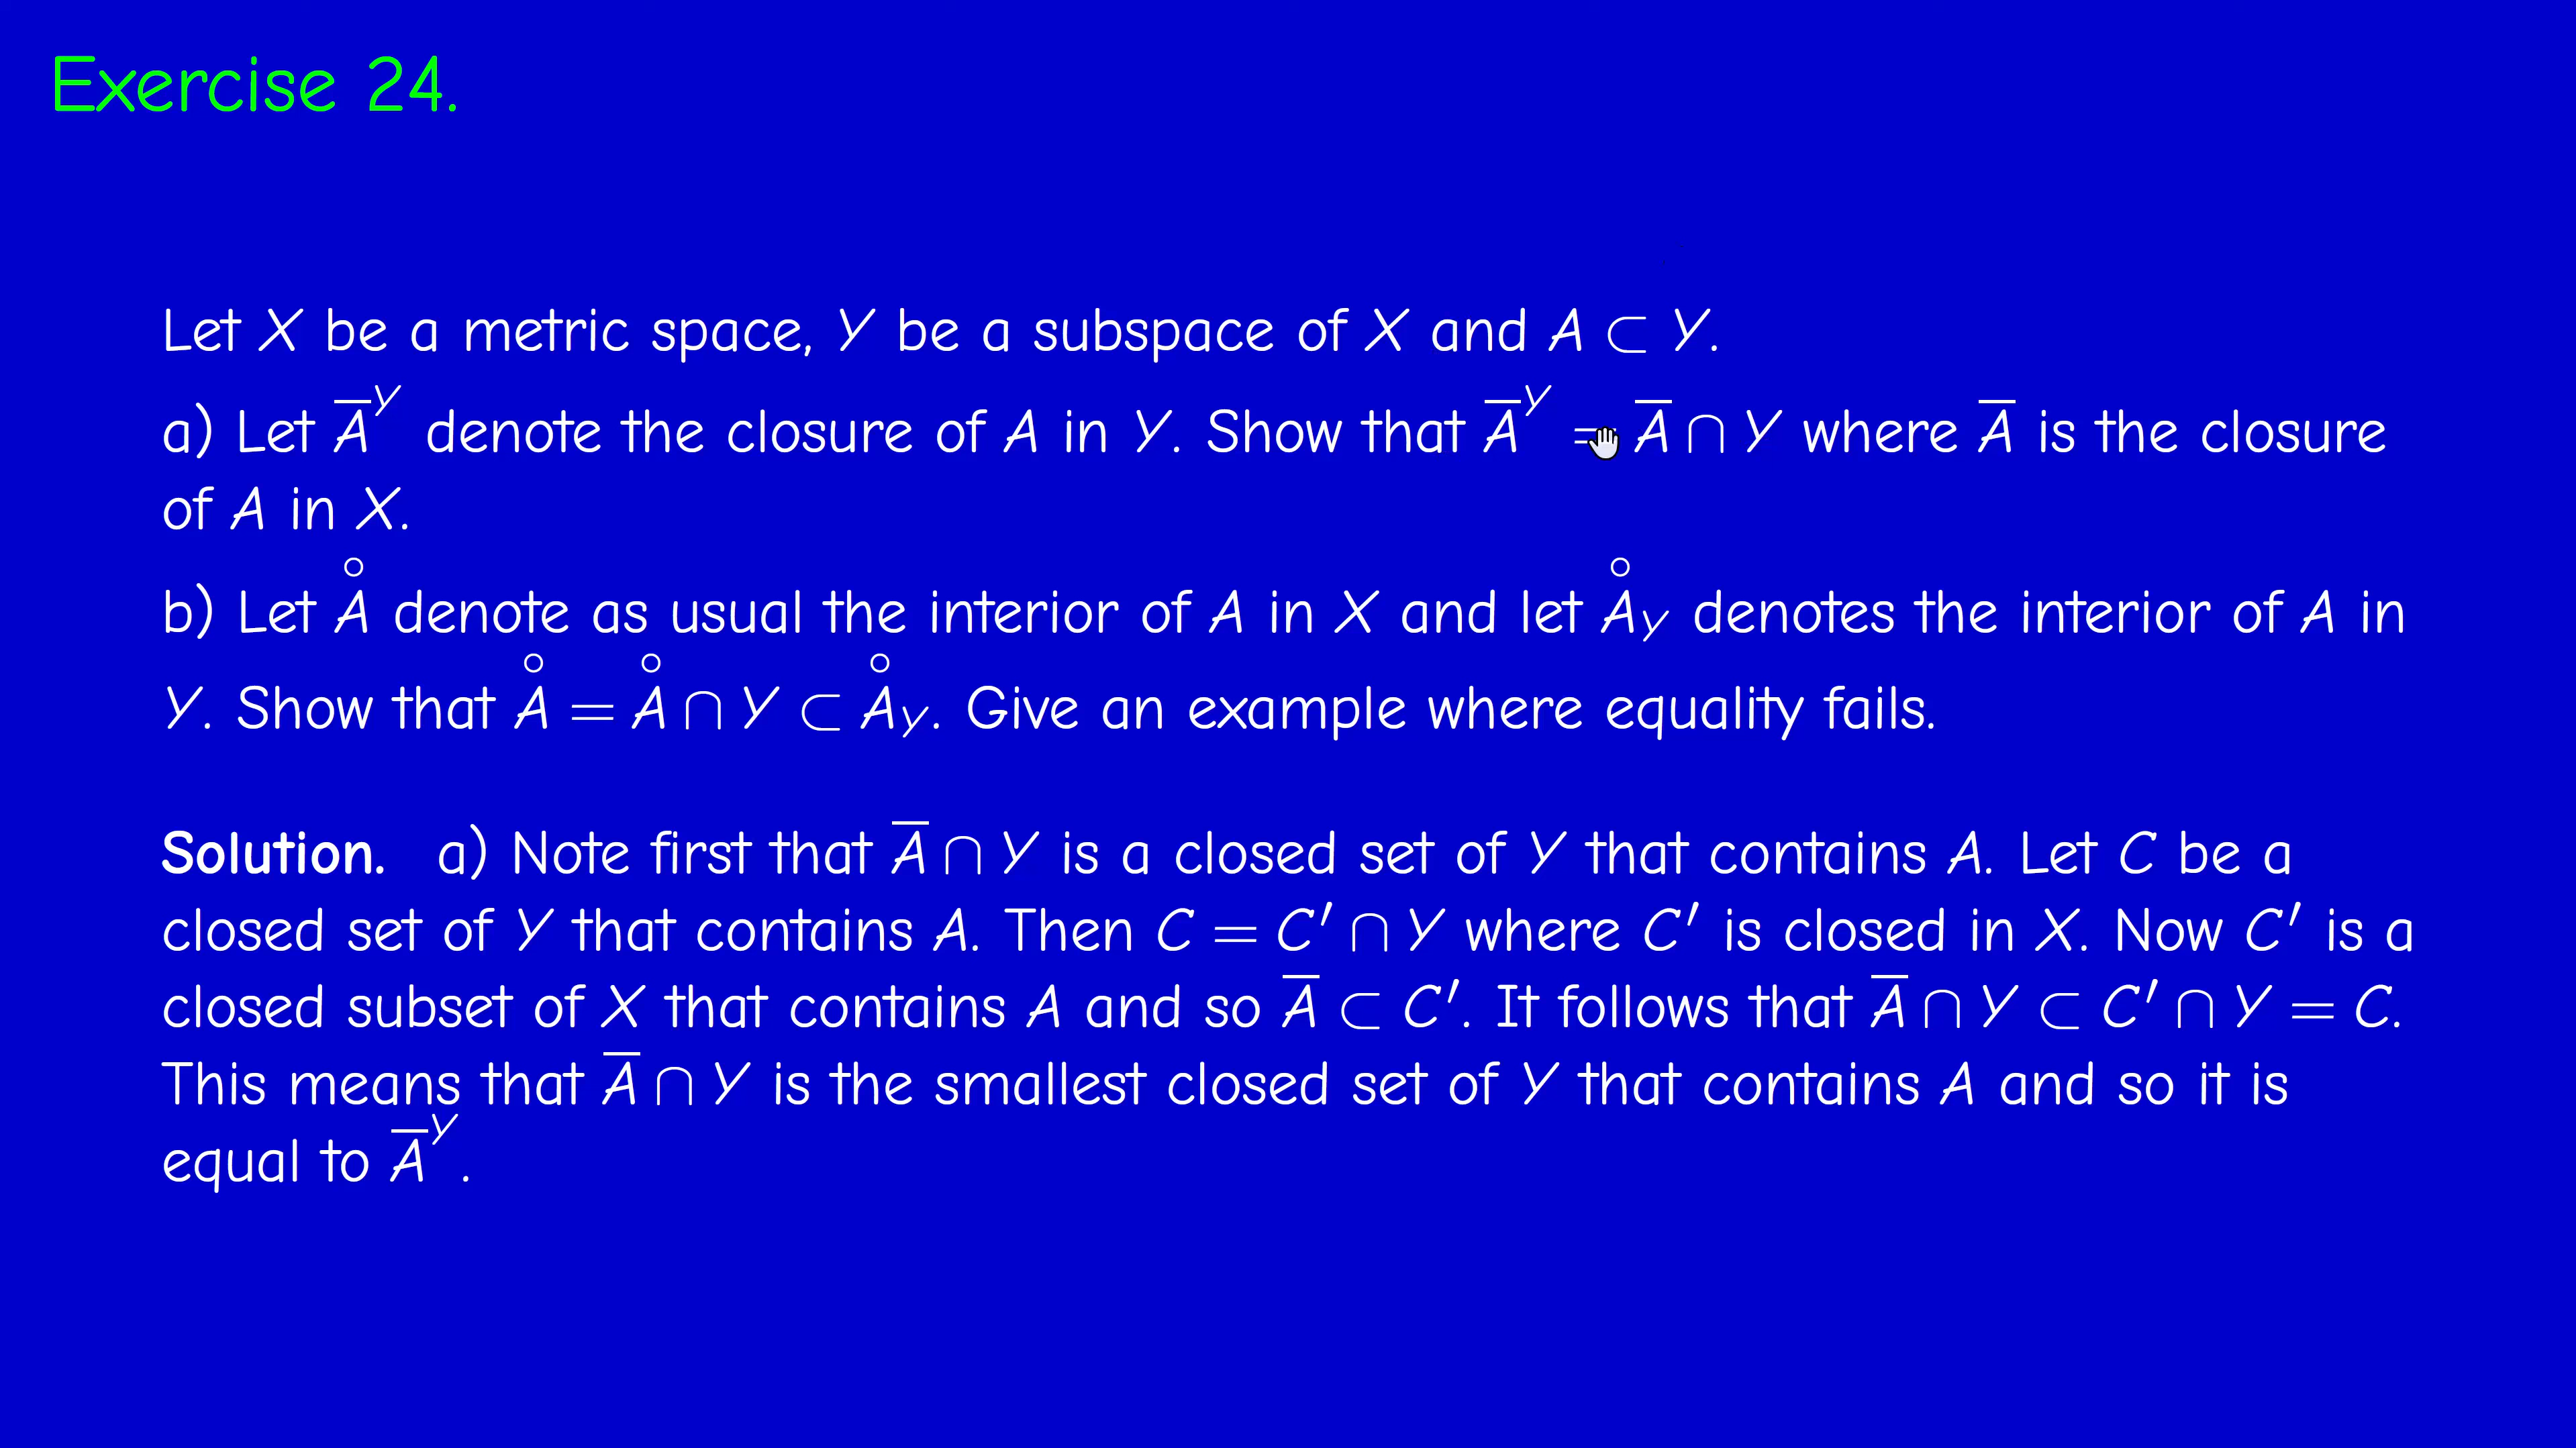 Exercise 24.
Let X be a metric space, Y be a subspace of X and A ⊂ Y.
a) Let A̅^Y denote the closure of A in Y. Show that A̅^Y = A̅ ∩ Y where A̅ is the closure
of A in X.
b) Let Å denote as usual the interior of A in X and let Å_Y denotes the interior of A in
Y. Show that Å = Å ∩ Y ⊂ Å_Y. Give an example where equality fails.
Solution. a) Note first that A̅ ∩ Y is a closed set of Y that contains A. Let C be a
closed set of Y that contains A. Then C = C′ ∩ Y where C′ is closed in X. Now C′ is a
closed subset of X that contains A and so A̅ ⊂ C′. It follows that A̅ ∩ Y ⊂ C′ ∩ Y = C.
This means that A̅ ∩ Y is the smallest closed set of Y that contains A and so it is
equal to A̅^Y.